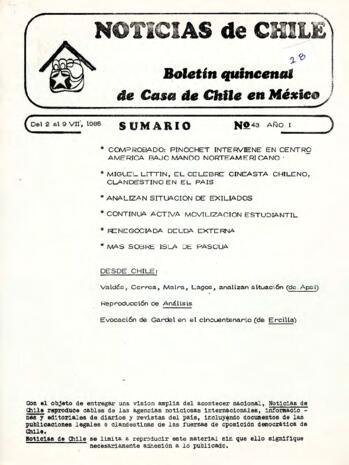 NOTICIAS de CHILE
28
Boletín quincenal
de Casa de Chile en México
Del 2 al 9 VII, 1985 SUMARIO Nº 43 AÑO I
* COMPROBADO: PINOCHET INTERVIENE EN CENTRO
AMERICA BAJO MANDO NORTEAMERICANO
* MIGUEL LITTIN, EL CELEBRE CINEASTA CHILENO,
CLANDESTINO EN EL PAIS
* ANALIZAN SITUACION DE EXILIADOS
* CONTINUA ACTIVA MOVILIZACION ESTUDIANTIL
* RENEGOCIADA DEUDA EXTERNA
* MAS SOBRE ISLA DE PASCUA
DESDE CHILE:
Valdés, Correa, Maira, Lagos, analizan situación (de Apsi)
Reproducción de Análisis
Evocación de Gardel en el cincuentenario (de Ercilla)
Con el objeto de entregar una vision amplia del acontecer nacional, Noticias de
Chile reproduce cables de las agencias noticiosas internacionales, informacio-
nes y editoriales de diarios y revistas del país, incluyendo documentos de las
publicaciones legales o clandestinas de las fuerzas de oposición democrática de
Chile.
Noticias de Chile se limita a reproducir este material sin que ello signifique
necesariamente adhesión a lo publicado.